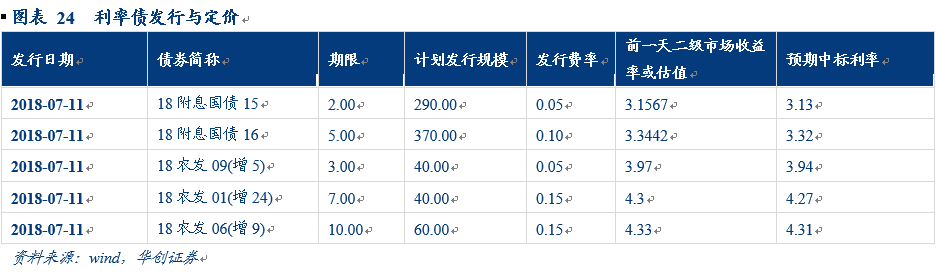 图表 24 利率债发行与定价
发行日期 债券简称 期限 计划发行规模 发行费率 前一天二级市场收益率或估值 预期中标利率
2018-07-11 18 附息国债 15 2.00 290.00 0.05 3.1567 3.13
2018-07-11 18 附息国债 16 5.00 370.00 0.10 3.3442 3.32
2018-07-11 18 农发 09(增 5) 3.00 40.00 0.05 3.97 3.94
2018-07-11 18 农发 01(增 24) 7.00 40.00 0.15 4.3 4.27
2018-07-11 18 农发 06(增 9) 10.00 60.00 0.15 4.33 4.31
资料来源：wind，华创证券